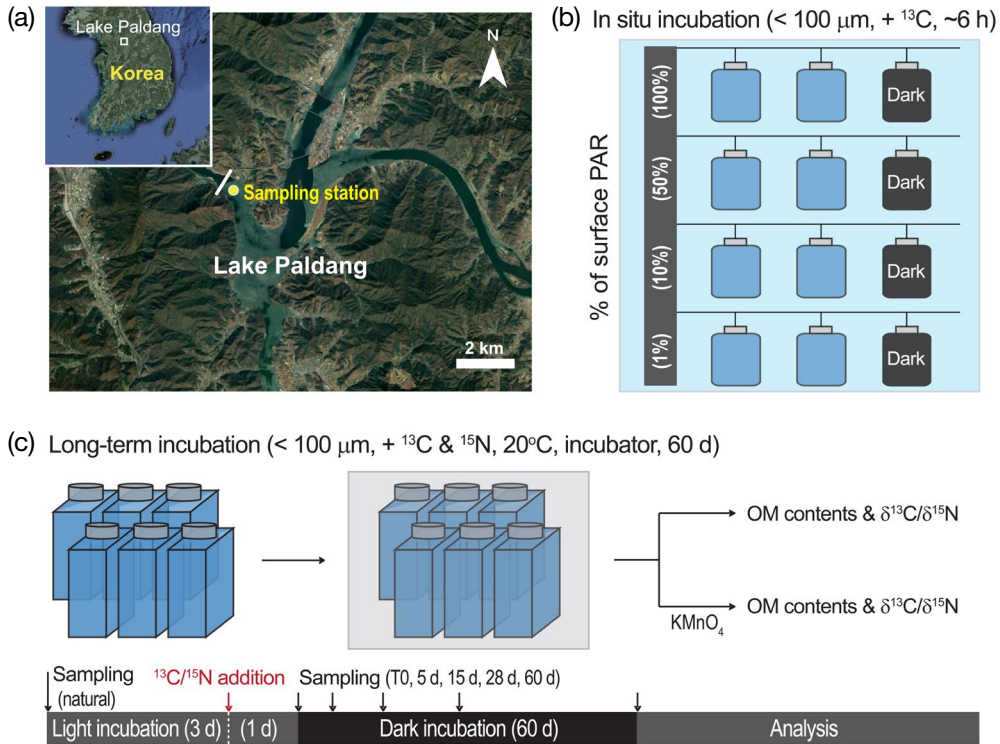 (a)
Lake Paldang
Korea
N
Sampling station
Lake Paldang
2 km
(b) In situ incubation (< 100 μm, + ¹³C, ~6 h)
% of surface PAR
(100%)
Dark
(50%)
Dark
(10%)
Dark
(1%)
Dark
(c) Long-term incubation (< 100 μm, + ¹³C & ¹⁵N, 20ºC, incubator, 60 d)
OM contents & δ¹³C/δ¹⁵N
OM contents & δ¹³C/δ¹⁵N
KMnO₄
Sampling
(natural)
¹³C/¹⁵N addition
Sampling (T0, 5 d, 15 d, 28 d, 60 d)
Light incubation (3 d)
(1 d)
Dark incubation (60 d)
Analysis